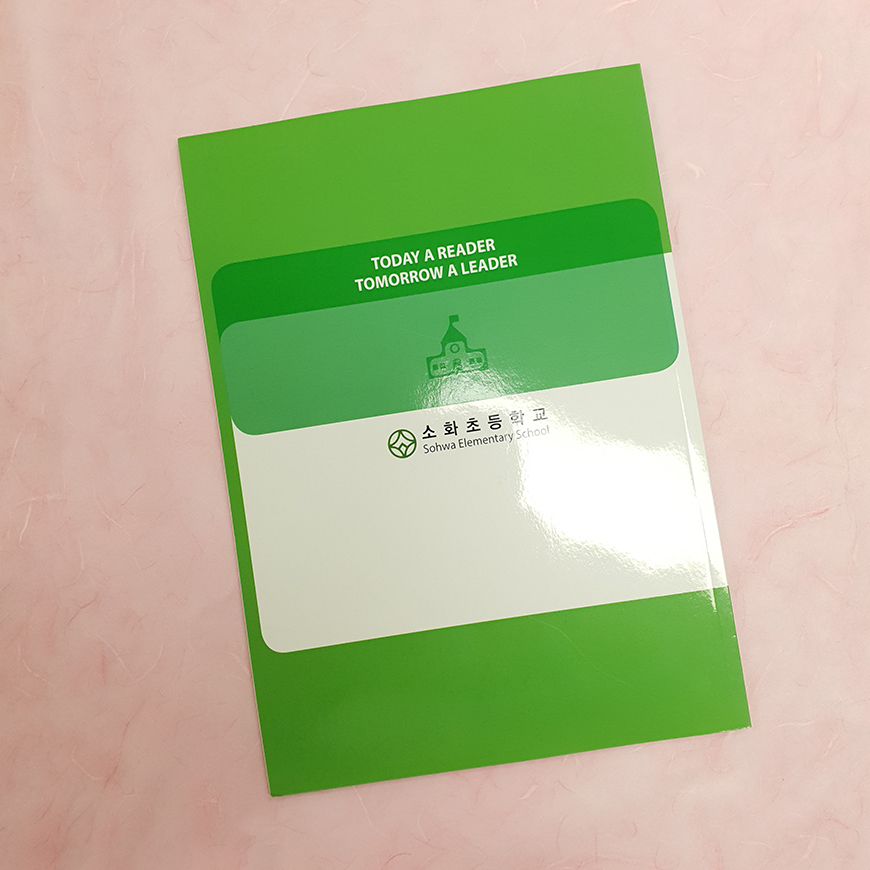 TODAY A READER
TOMORROW A LEADER
소화초등학교
Sohwa Elementary School